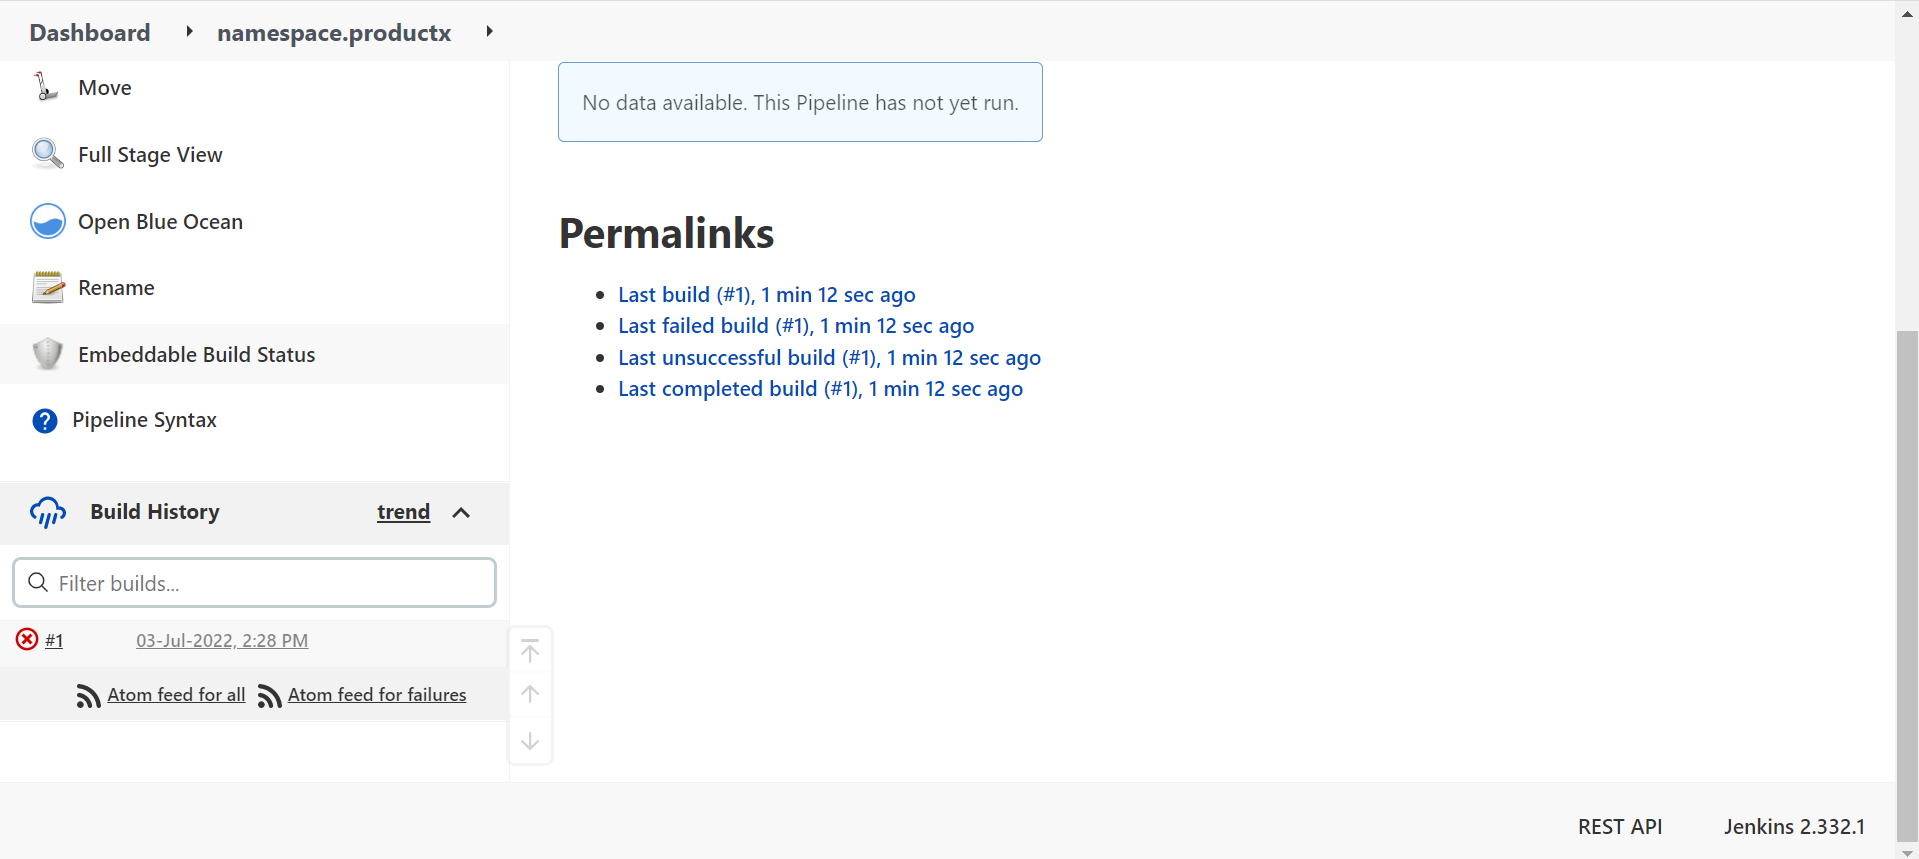 Dashboard namespace.productx
Move
Full Stage View
Open Blue Ocean
Rename
Embeddable Build Status
Pipeline Syntax
Build History trend
Filter builds...
#1 03-Jul-2022, 2:28 PM
Atom feed for all Atom feed for failures
No data available. This Pipeline has not yet run.
Permalinks
Last build (#1), 1 min 12 sec ago
Last failed build (#1), 1 min 12 sec ago
Last unsuccessful build (#1), 1 min 12 sec ago
Last completed build (#1), 1 min 12 sec ago
REST API Jenkins 2.332.1